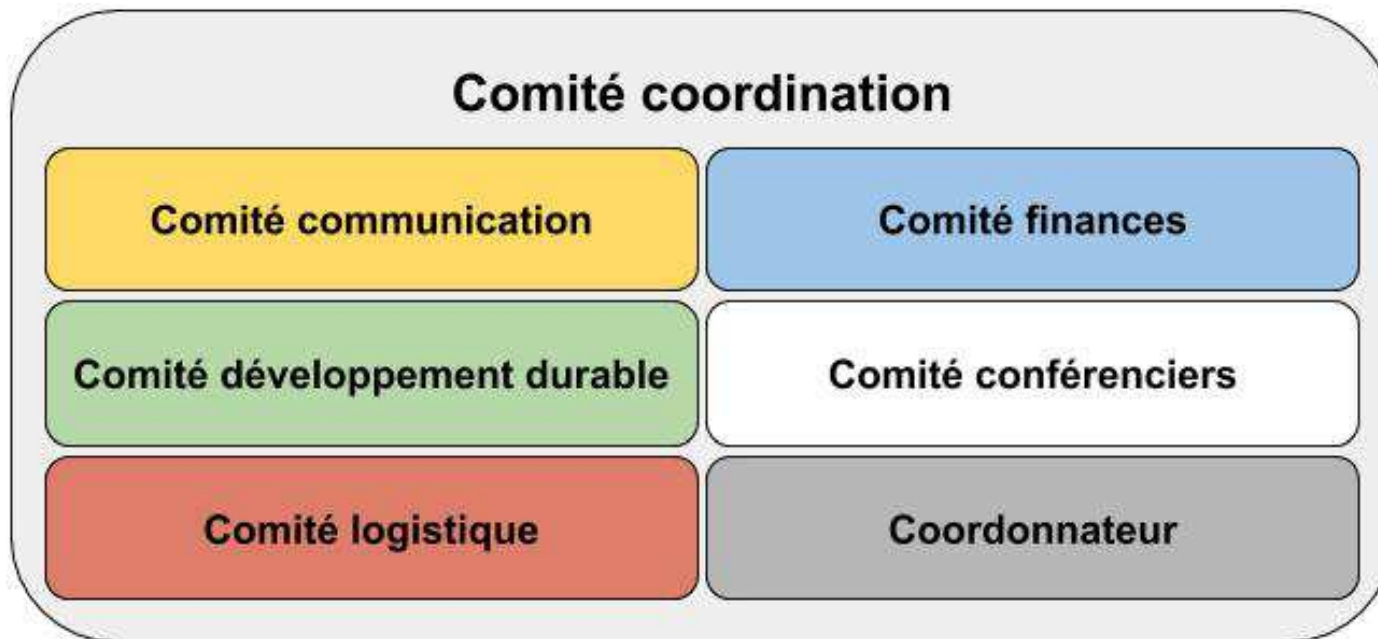 Comité coordination
Comité communication
Comité finances
Comité développement durable
Comité conférenciers
Comité logistique
Coordonnateur